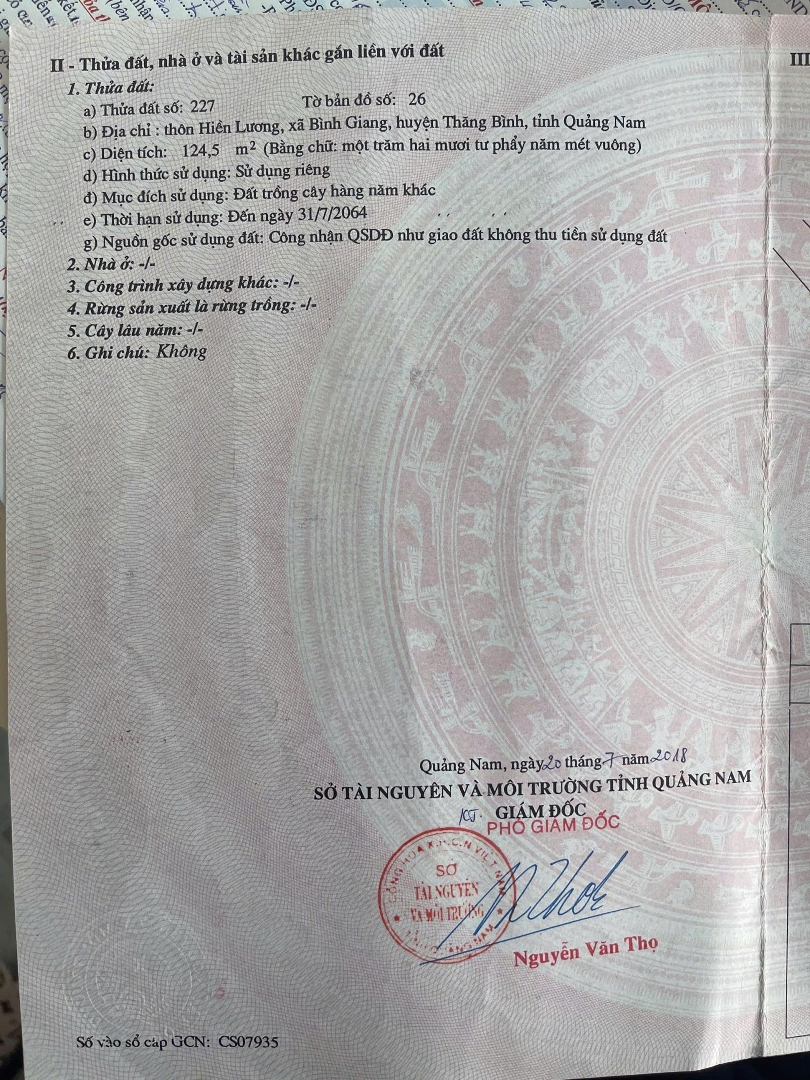 II - Thửa đất, nhà ở và tài sản khác gắn liền với đất
III
1. Thửa đất:
a) Thửa đất số: 227 Tờ bản đồ số: 26
b) Địa chỉ : thôn Hiền Lương, xã Bình Giang, huyện Thăng Bình, tỉnh Quảng Nam
c) Diện tích: 124,5 m² (Bằng chữ: một trăm hai mươi tư phẩy năm mét vuông)
d) Hình thức sử dụng: Sử dụng riêng
đ) Mục đích sử dụng: Đất trồng cây hàng năm khác
e) Thời hạn sử dụng: Đến ngày 31/7/2064
g) Nguồn gốc sử dụng đất: Công nhận QSDĐ như giao đất không thu tiền sử dụng đất
2. Nhà ở: -/-
3. Công trình xây dựng khác: -/-
4. Rừng sản xuất là rừng trồng: -/-
5. Cây lâu năm: -/-
6. Ghi chú: Không
Quảng Nam, ngày 20 tháng 7 năm 2018
SỞ TÀI NGUYÊN VÀ MÔI TRƯỜNG TỈNH QUẢNG NAM
KT. GIÁM ĐỐC
PHÓ GIÁM ĐỐC
SỞ
TÀI NGUYÊN
VÀ MÔI TRƯỜNG
Nguyễn Văn Thọ
Số vào sổ cấp GCN: CS07935